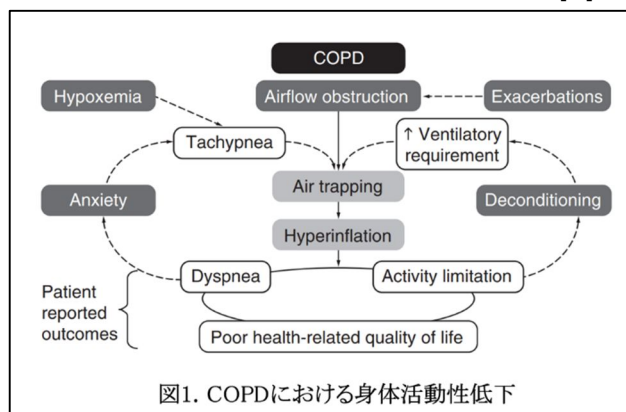 COPD
Hypoxemia
Airflow obstruction
Exacerbations
Tachypnea
↑ Ventilatory
requirement
Anxiety
Air trapping
Deconditioning
Hyperinflation
Dyspnea
Activity limitation
Patient
reported
outcomes
Poor health-related quality of life
図1. COPDにおける身体活動性低下